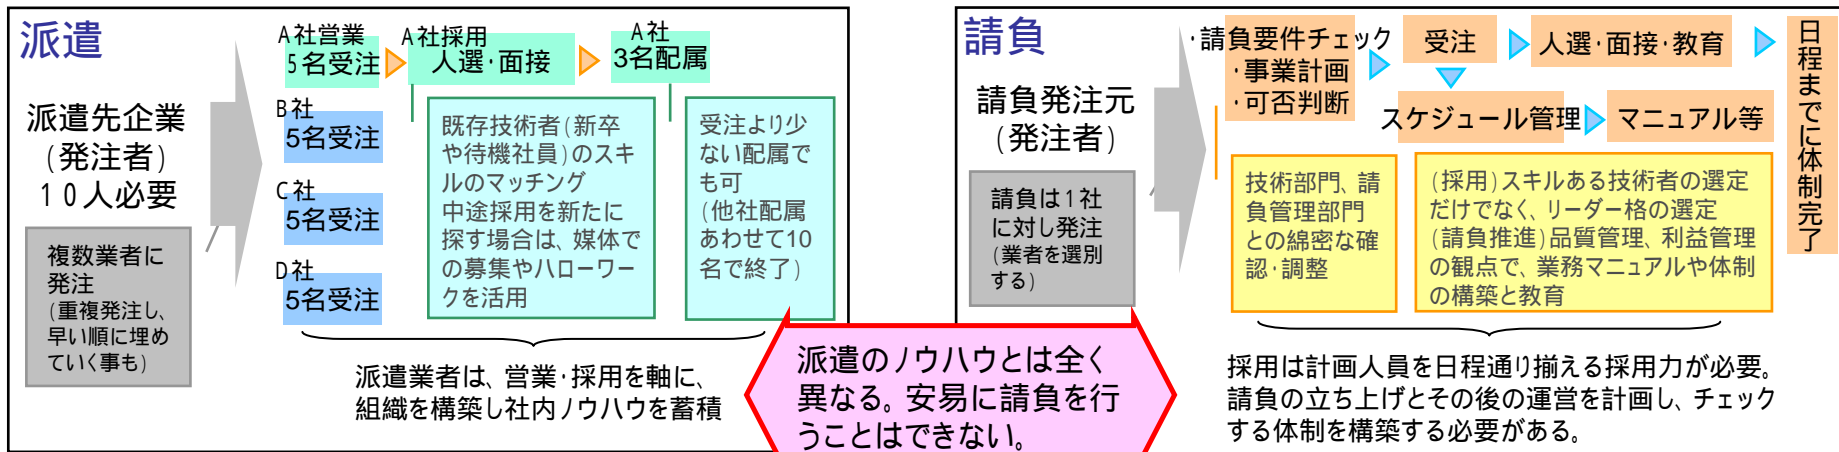 派遣
派遣先企業
(発注者)
10人必要
複数業者に
発注
(重複発注し、
早い順に埋め
ていく事も)
A社営業
5名受注
A社採用
人選・面接
A社
3名配属
B社
5名受注
C社
5名受注
D社
5名受注
既存技術者(新卒
や待機社員)のスキ
ルのマッチング
中途採用を新たに
探す場合は、媒体で
の募集やハローワー
クを活用
受注より少
ない配属で
も可
(他社配属
あわせて10
名で終了)
派遣業者は、営業・採用を軸に、
組織を構築し社内ノウハウを蓄積
派遣のノウハウとは全く
異なる。安易に請負を行
うことはできない。
請負
請負発注元
(発注者)
請負は1社
に対し発注
(業者を選別
する)
・請負要件チェック
・事業計画
・可否判断
受注
人選・面接・教育
スケジュール管理
マニュアル等
日程までに体制完了
技術部門、請
負管理部門
との綿密な確
認・調整
(採用)スキルある技術者の選定
だけでなく、リーダー格の選定
(請負推進)品質管理、利益管理
の観点で、業務マニュアルや体制
の構築と教育
採用は計画人員を日程通り揃える採用力が必要。
請負の立ち上げとその後の運営を計画し、チェック
する体制を構築する必要がある。